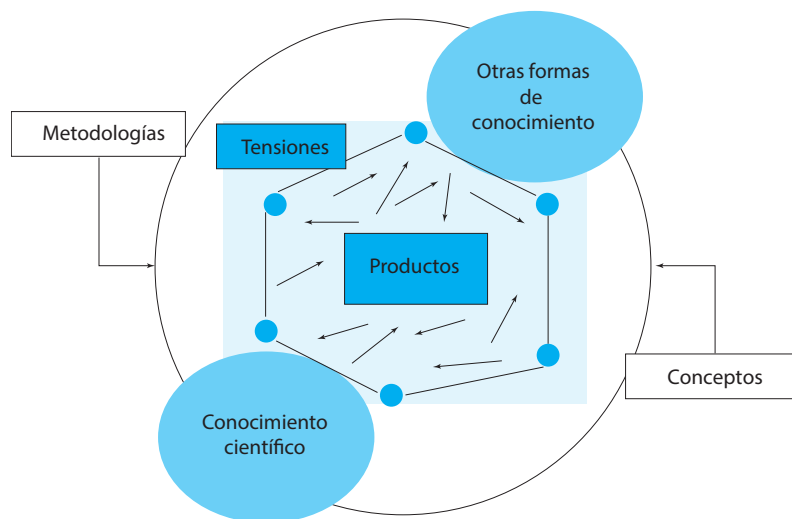 Otras formas
de
conocimiento
Metodologías
Tensiones
Productos
Conceptos
Conocimiento
científico